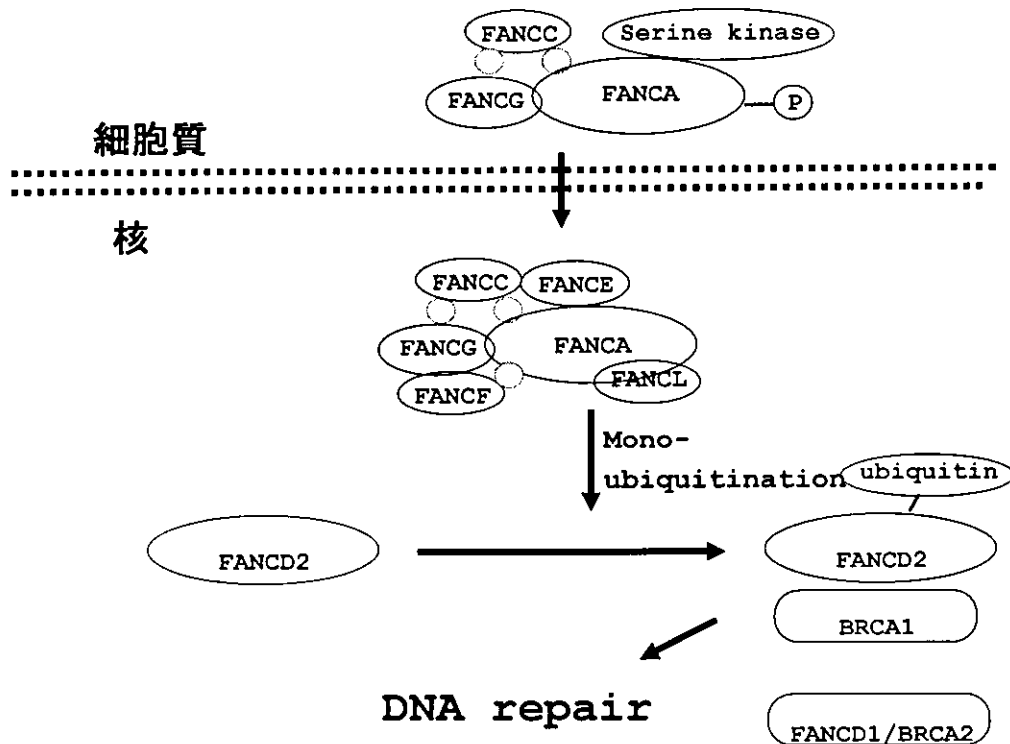 FANCC
Serine kinase
FANCG
FANCA
P
細胞質
核
FANCC
FANCE
FANCG
FANCA
FANCL
FANCF
Mono-
ubiquitination
ubiquitin
FANCD2
FANCD2
BRCA1
DNA repair
FANCD1/BRCA2